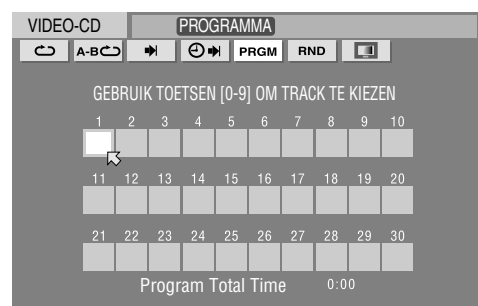 VIDEO-CD PROGRAMMA
A-B PRGM RND
GEBRUIK TOETSEN [0-9] OM TRACK TE KIEZEN
1 2 3 4 5 6 7 8 9 10
11 12 13 14 15 16 17 18 19 20
21 22 23 24 25 26 27 28 29 30
Program Total Time 0:00